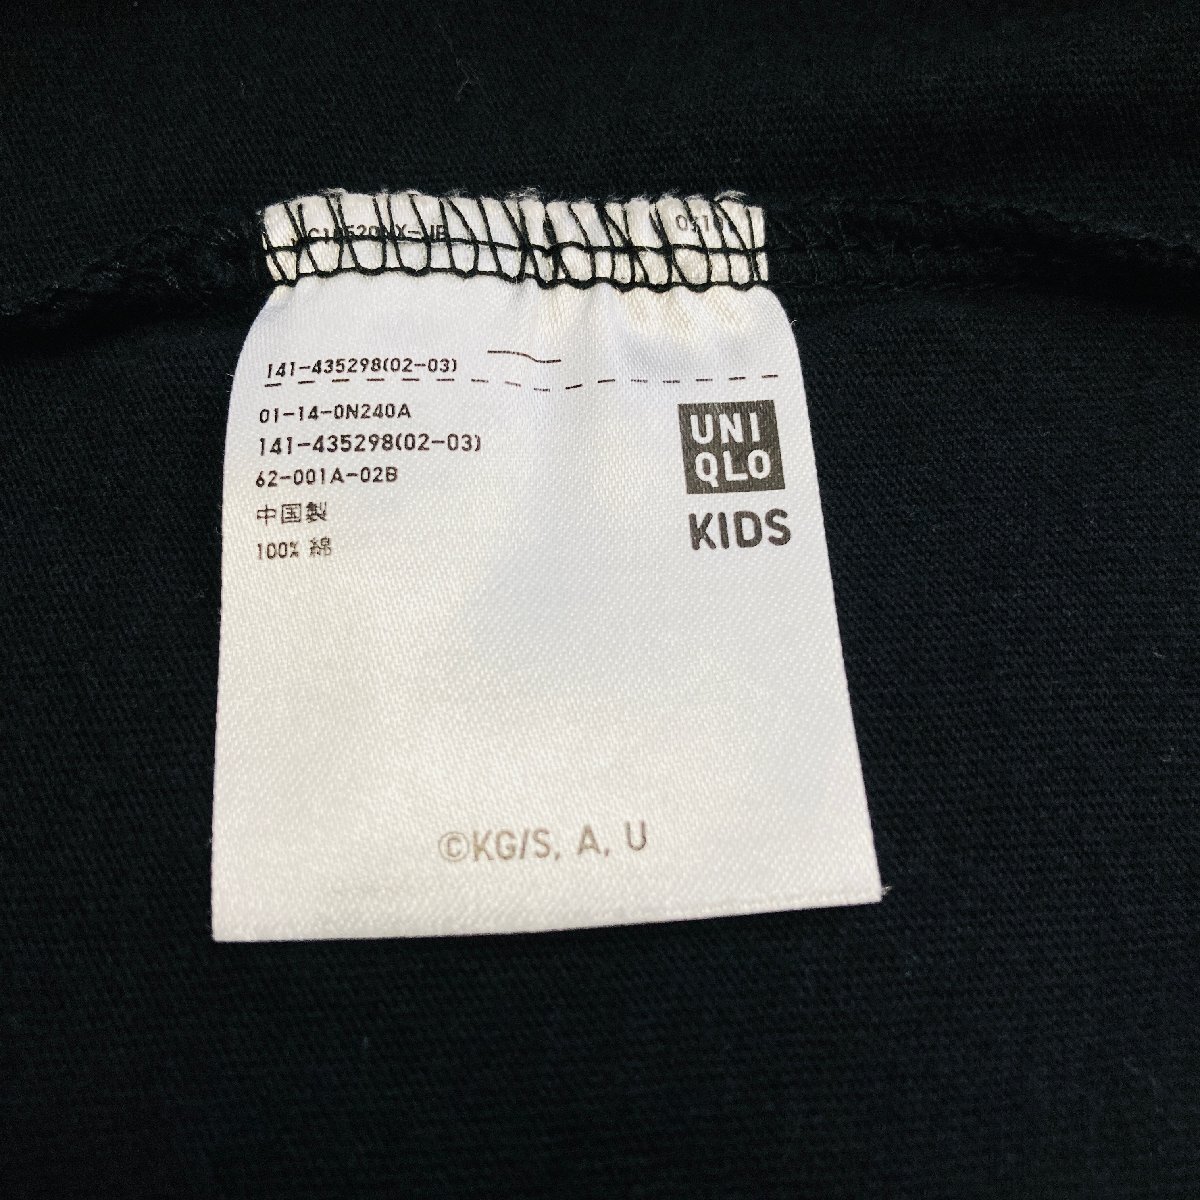 141-435298(02-03)
01-14-0N240A
141-435298(02-03)
62-001A-02B
中国製
100% 綿
UNI
QLO
KIDS
©KG/S, A, U